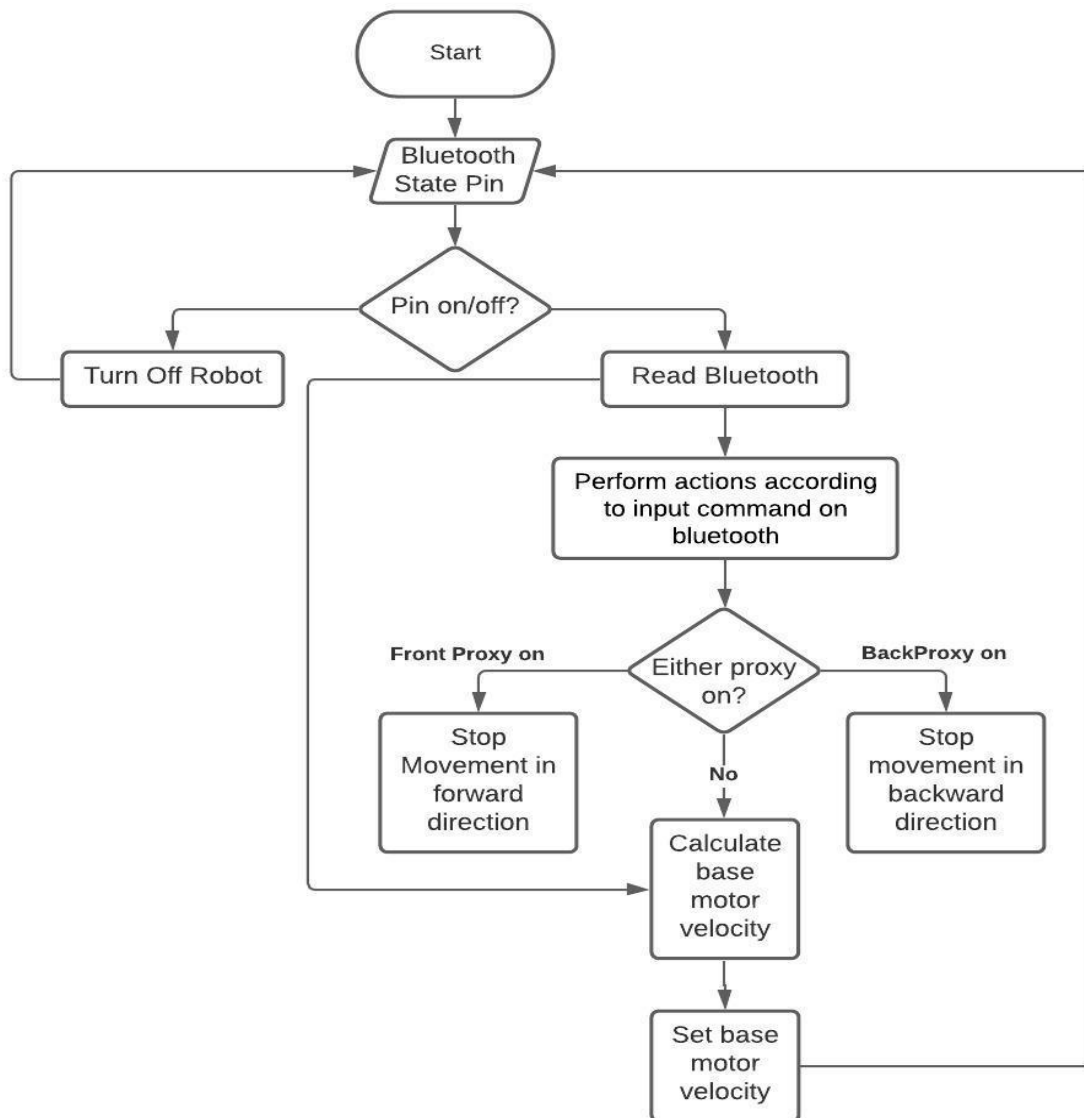 Start
Bluetooth
State Pin
Pin on/off?
Turn Off Robot
Read Bluetooth
Perform actions according
to input command on
bluetooth
Front Proxy on
Either proxy
on?
BackProxy on
Stop
Movement in
forward
direction
No
Stop
movement in
backward
direction
Calculate
base
motor
velocity
Set base
motor
velocity